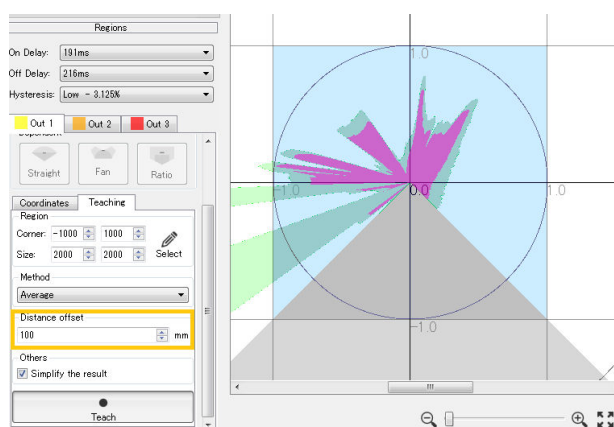 Regions
On Delay: 191ms
Off Delay: 216ms
Hysteresis: Low - 3.125%
Out 1 Out 2 Out 3
Straight Fan Ratio
Coordinates Teaching
Region
Corner: -1000 1000
Size: 2000 2000 Select
Method
Average
Distance offset
100 mm
Others
Simplify the result
Teach
1.0
-1.0 0.0 1.0
-1.0